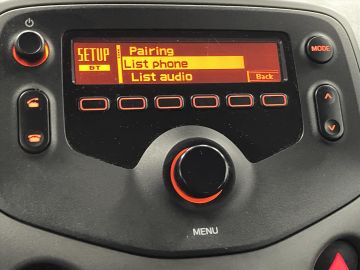 SETUP
BT
Pairing
List phone
List audio
Back
MODE
MENU